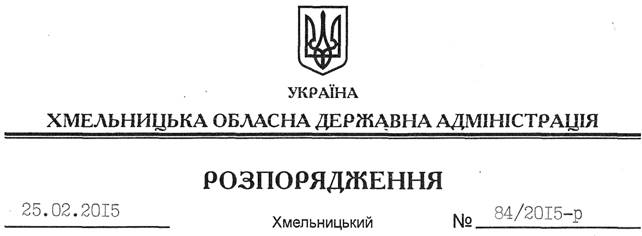 УКРАЇНА
ХМЕЛЬНИЦЬКА ОБЛАСНА ДЕРЖАВНА АДМІНІСТРАЦІЯ
РОЗПОРЯДЖЕННЯ
25.02.2015 Хмельницький № 84/2015-р